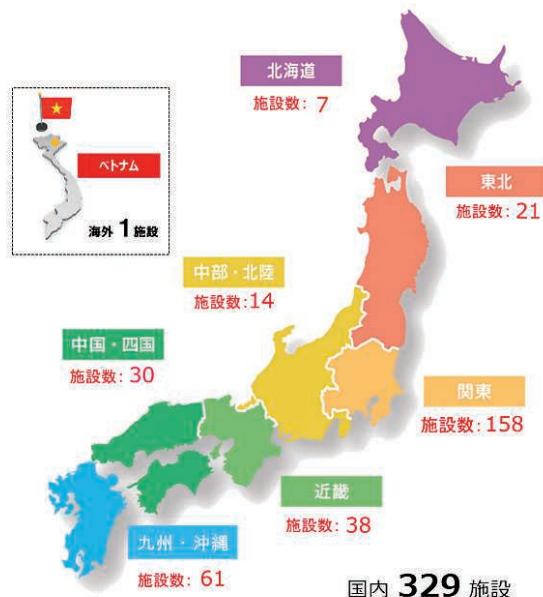 北海道
施設数: 7
ベトナム
海外 1 施設
東北
施設数: 21
中部・北陸
施設数: 14
中国・四国
施設数: 30
関東
施設数: 158
近畿
施設数: 38
九州・沖縄
施設数: 61
国内 329 施設